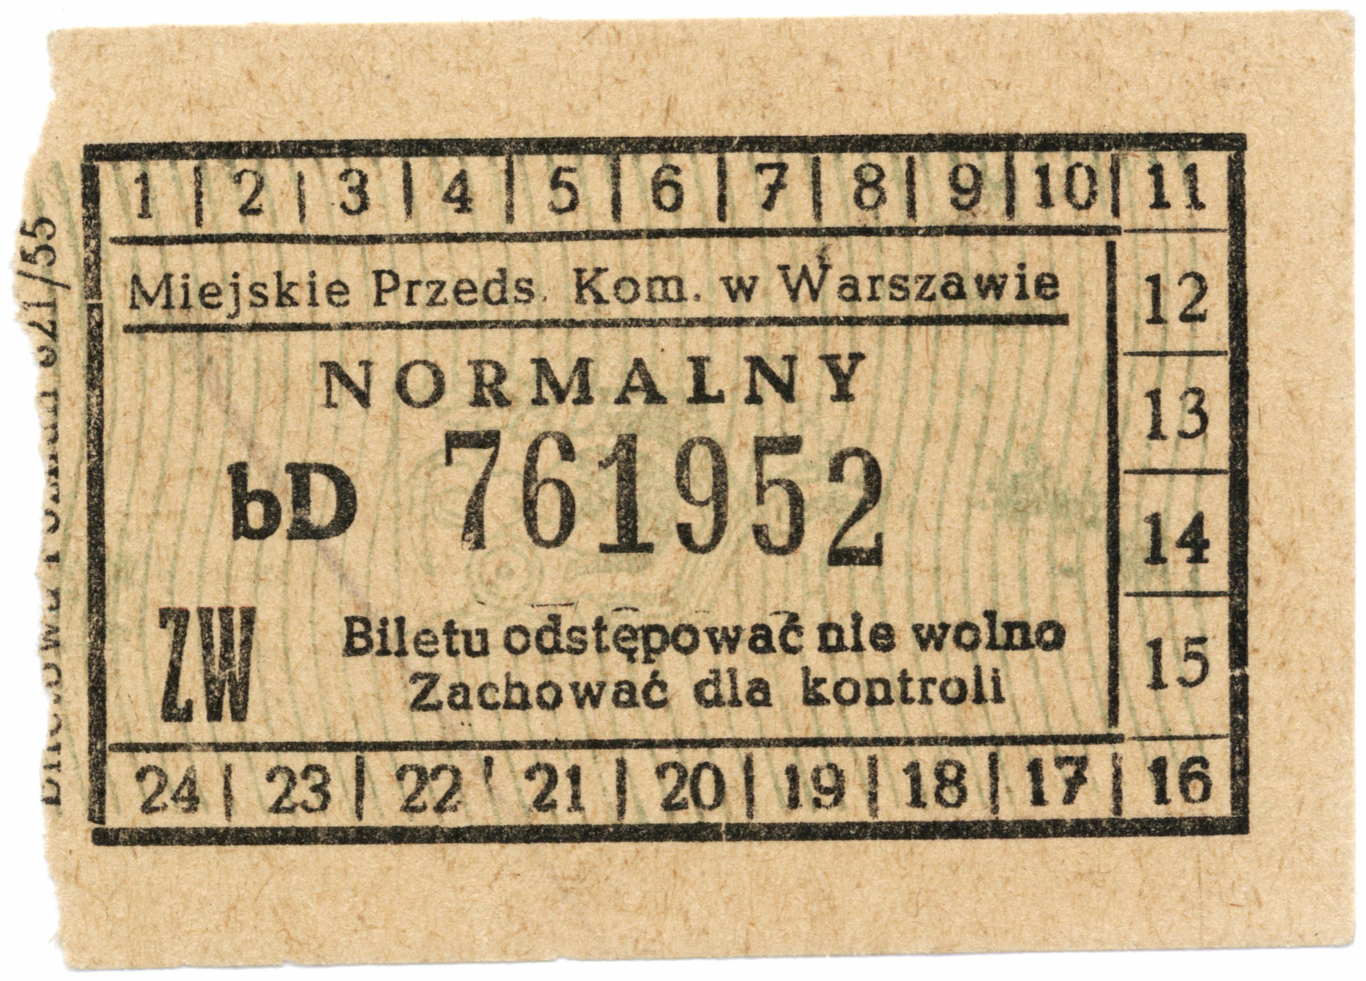 1 | 2 | 3 | 4 | 5 | 6 | 7 | 8 | 9 | 10 | 11
Miejskie Przeds. Kom. w Warszawie
12
NORMALNY
13
bD 761952
14
ZW
Biletu odstępować nie wolno
Zachować dla kontroli
15
24 | 23 | 22 | 21 | 20 | 19 | 18 | 17 | 16
821/55